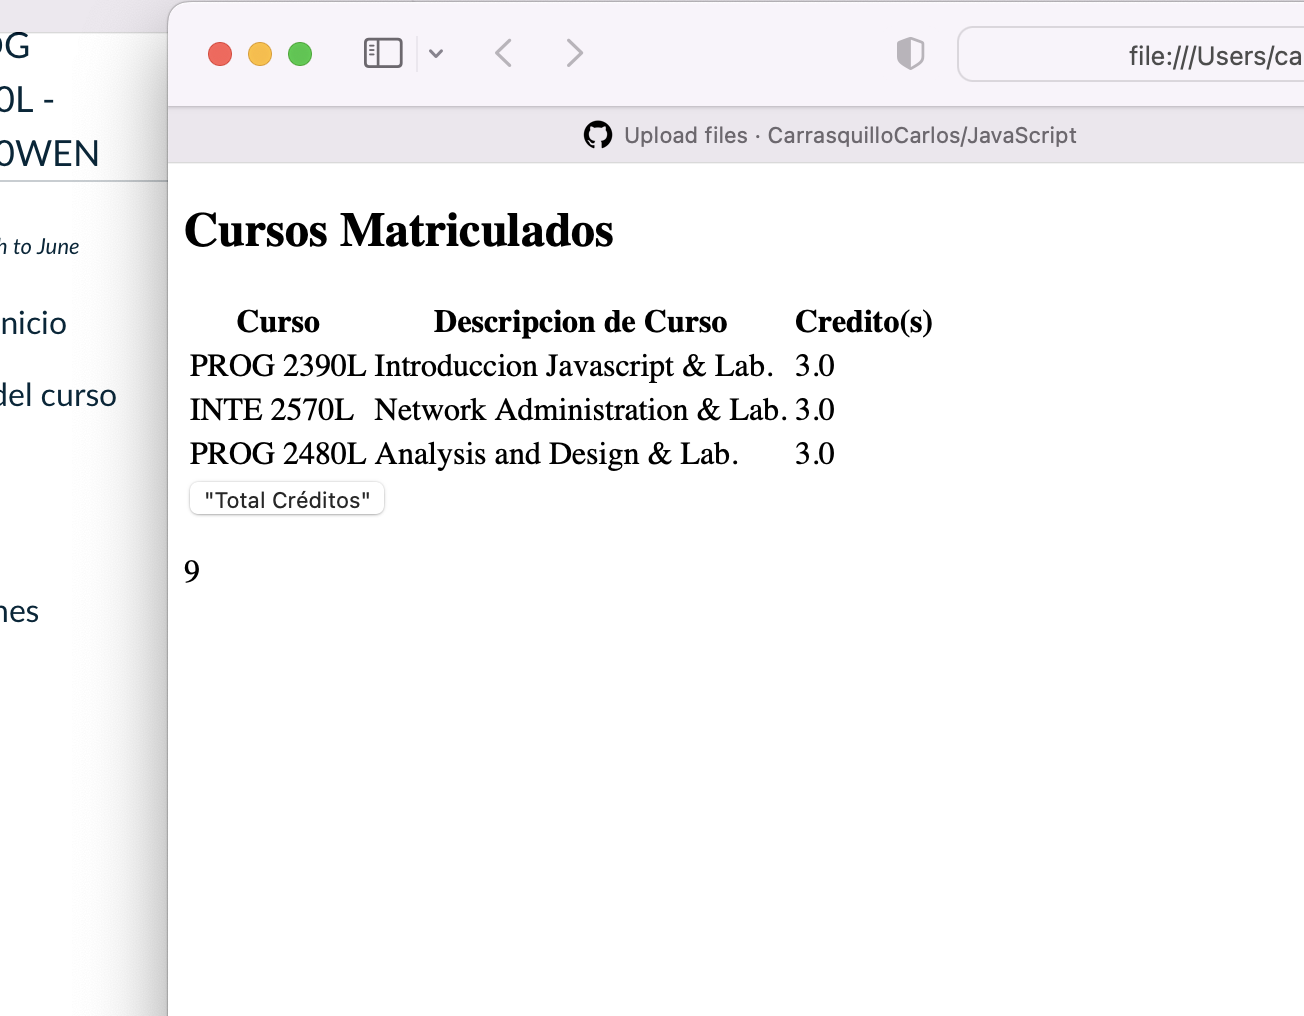 0L -
0WEN
to June
nicio
del curso
nes
file:///Users/ca
Upload files · CarrasquilloCarlos/JavaScript
Cursos Matriculados
Curso Descripcion de Curso Credito(s)
PROG 2390L Introduccion Javascript & Lab. 3.0
INTE 2570L Network Administration & Lab. 3.0
PROG 2480L Analysis and Design & Lab. 3.0
"Total Créditos"
9